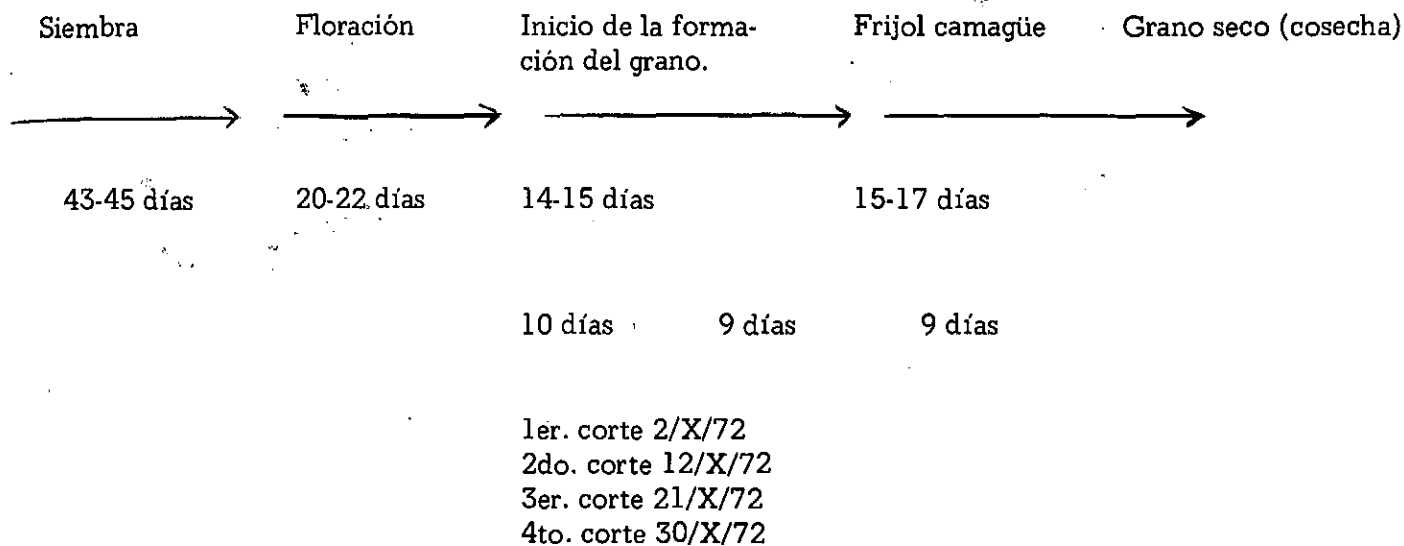 Siembra Floración Inicio de la forma- Frijol camagüe Grano seco (cosecha)
ción del grano.
43-45 días 20-22 días 14-15 días 15-17 días
10 días 9 días 9 días
1er. corte 2/X/72
2do. corte 12/X/72
3er. corte 21/X/72
4to. corte 30/X/72